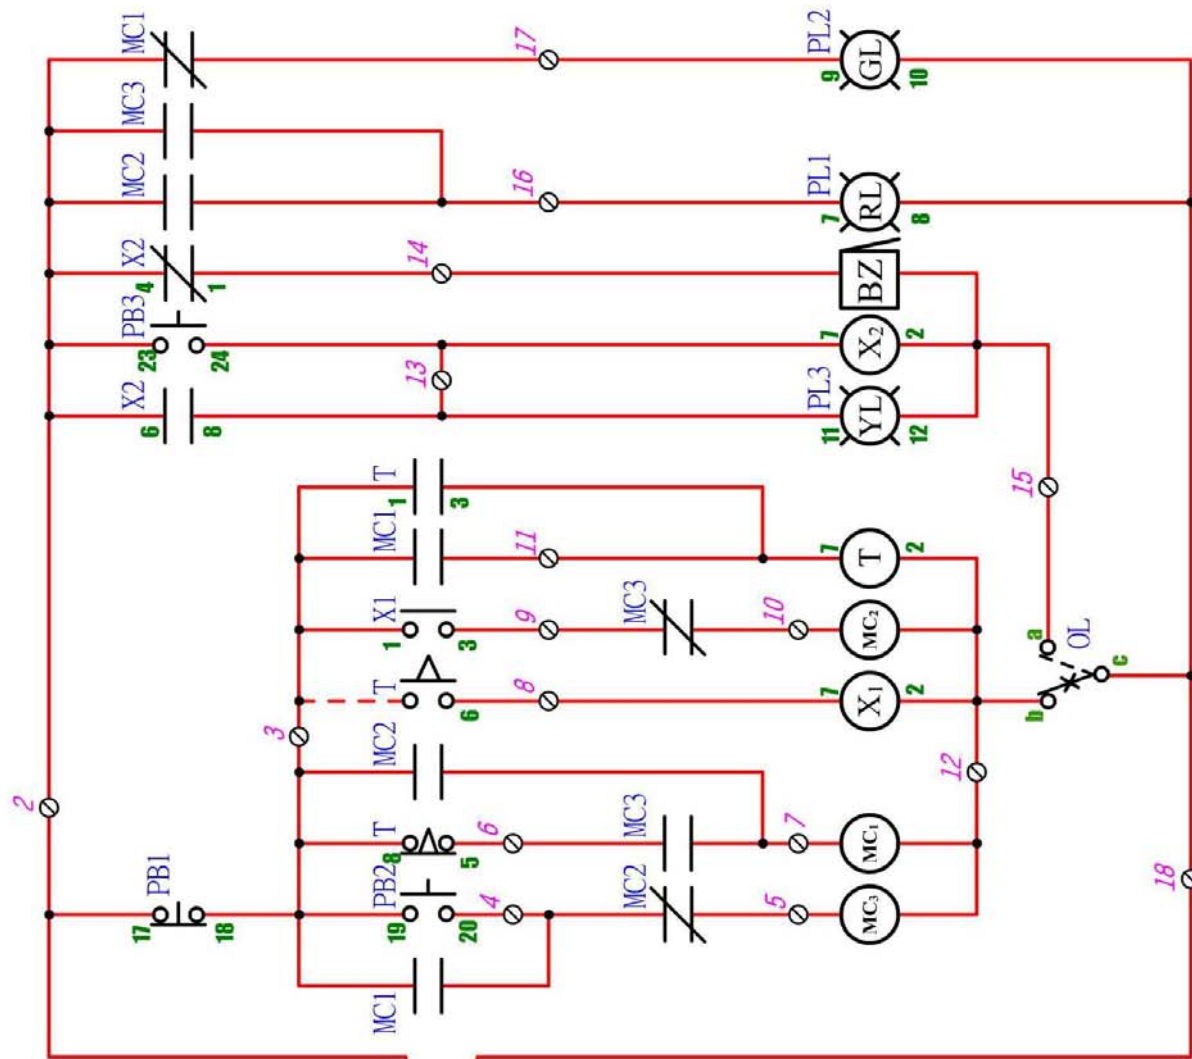 MC1
MC3
MC2
X2
PB3
X2
4
1
23
24
6
8
17
16
14
13
PL2
9
GL
10
PL1
7
RL
8
BZ
7
X2
2
PL3
11
YL
12
2
PB1
17
18
3
T
1
3
MC1
X1
1
3
T
6
MC2
T
8
5
PB2
19
20
MC1
11
9
8
6
4
MC3
MC3
MC2
10
7
5
7
T
2
MC2
7
X1
2
MC1
MC3
12
15
a
OL
b
c
18